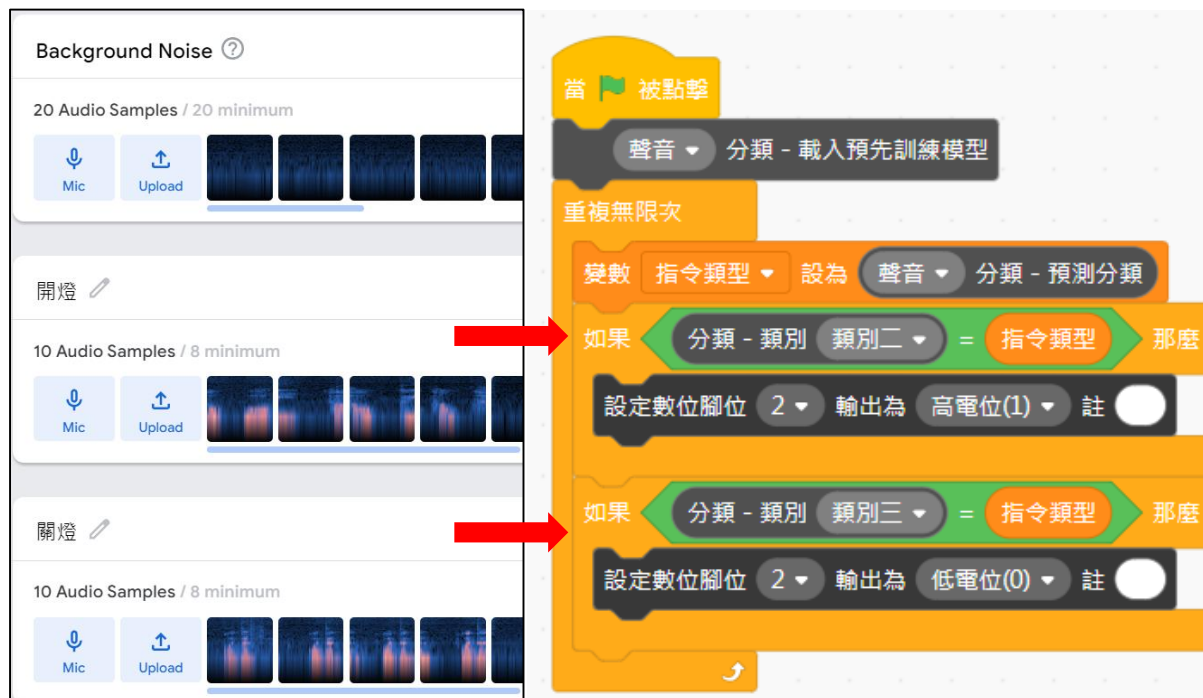 Background Noise ?
20 Audio Samples / 20 minimum
Mic Upload
開燈
10 Audio Samples / 8 minimum
Mic Upload
關燈
10 Audio Samples / 8 minimum
Mic Upload
當 被點擊
聲音 分類 - 載入預先訓練模型
重複無限次
變數 指令類型 設為 聲音 分類 - 預測分類
如果 分類 - 類別 類別二 = 指令類型 那麼
設定數位腳位 2 輸出為 高電位(1) 註
如果 分類 - 類別 類別三 = 指令類型 那麼
設定數位腳位 2 輸出為 低電位(0) 註